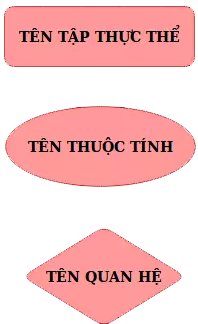 TÊN TẬP THỰC THỂ
TÊN THUỘC TÍNH
TÊN QUAN HỆ